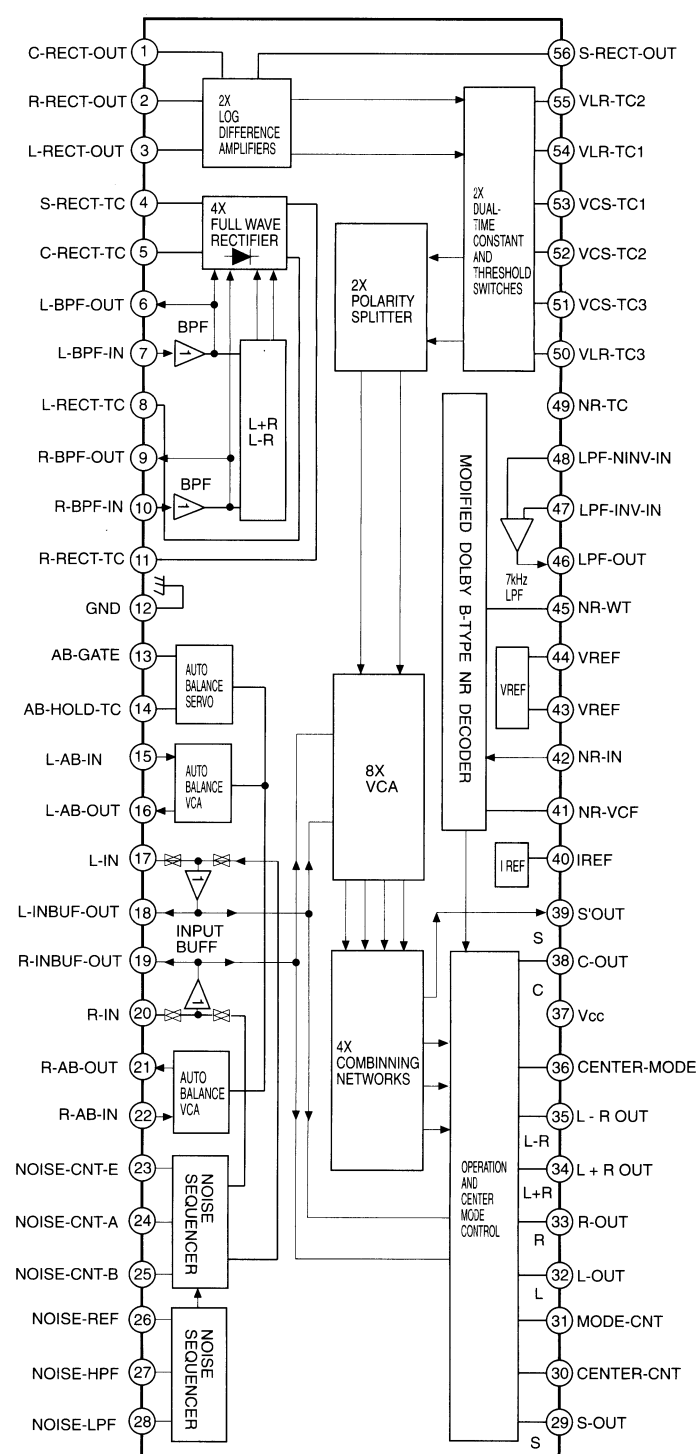 C-RECT-OUT 1
R-RECT-OUT 2
L-RECT-OUT 3
S-RECT-TC 4
C-RECT-TC 5
L-BPF-OUT 6
L-BPF-IN 7
L-RECT-TC 8
R-BPF-OUT 9
R-BPF-IN 10
R-RECT-TC 11
GND 12
AB-GATE 13
AB-HOLD-TC 14
L-AB-IN 15
L-AB-OUT 16
L-IN 17
L-INBUF-OUT 18
R-INBUF-OUT 19
R-IN 20
R-AB-OUT 21
R-AB-IN 22
NOISE-CNT-E 23
NOISE-CNT-A 24
NOISE-CNT-B 25
NOISE-REF 26
NOISE-HPF 27
NOISE-LPF 28
2X
LOG
DIFFERENCE
AMPLIFIERS
4X
FULL WAVE
RECTIFIER
BPF
1
L+R
L-R
BPF
1
AUTO
BALANCE
SERVO
AUTO
BALANCE
VCA
1
INPUT
BUFF
1
AUTO
BALANCE
VCA
NOISE
SEQUENCER
NOISE
SEQUENCER
2X
POLARITY
SPLITTER
2X
DUAL-
TIME
CONSTANT
AND
THRESHOLD
SWITCHES
MODIFIED DOLBY B-TYPE NR DECODER
8X
VCA
4X
COMBINNING
NETWORKS
OPERATION
AND
CENTER
MODE
CONTROL
7kHz
LPF
VREF
I REF
56 S-RECT-OUT
55 VLR-TC2
54 VLR-TC1
53 VCS-TC1
52 VCS-TC2
51 VCS-TC3
50 VLR-TC3
49 NR-TC
48 LPF-NINV-IN
47 LPF-INV-IN
46 LPF-OUT
45 NR-WT
44 VREF
43 VREF
42 NR-IN
41 NR-VCF
40 IREF
39 S'OUT
S
38 C-OUT
C
37 Vcc
36 CENTER-MODE
35 L - R OUT
L-R
34 L + R OUT
L+R
33 R-OUT
R
32 L-OUT
L
31 MODE-CNT
30 CENTER-CNT
29 S-OUT
S